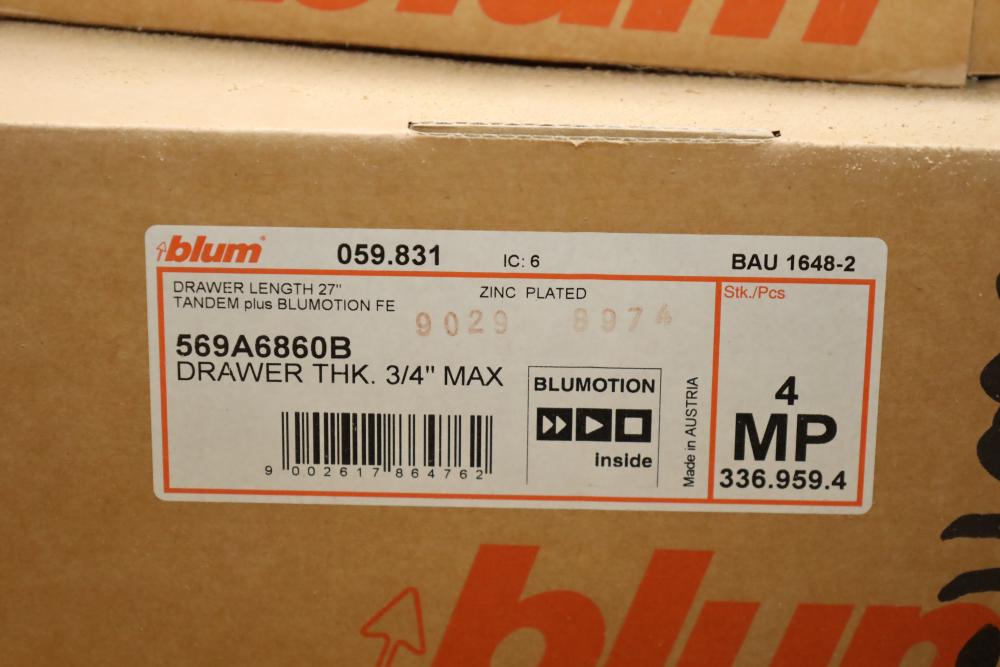 blum
blum 059.831 IC: 6 BAU 1648-2
DRAWER LENGTH 27" ZINC PLATED Stk./Pcs
TANDEM plus BLUMOTION FE
9029 8974
569A6860B
DRAWER THK. 3/4" MAX
BLUMOTION
inside
Made in AUSTRIA
4
MP
336.959.4
9 002617 864762
blum